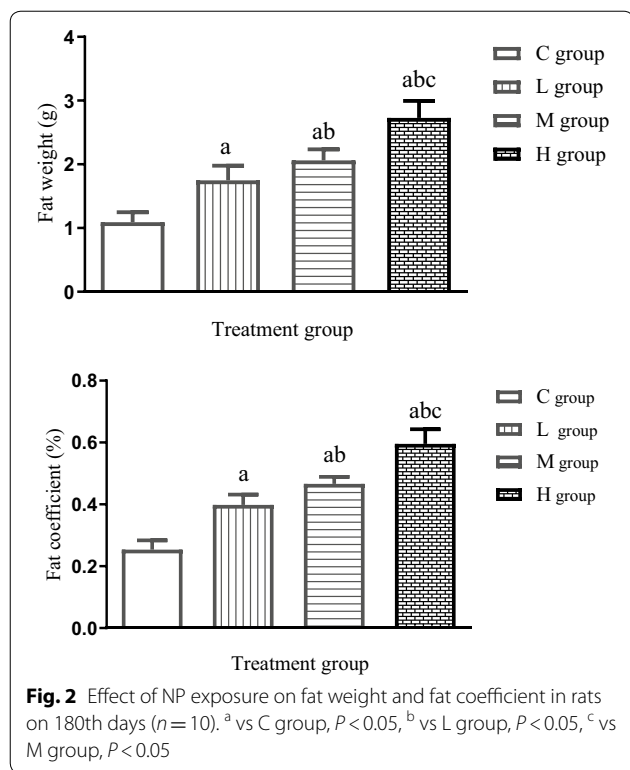 4
3
2
1
0
Fat weight (g)
a
ab
abc
C group
L group
M group
H group
Treatment group
0.8
0.6
0.4
0.2
0.0
Fat coefficient (%)
a
ab
abc
C group
L group
M group
H group
Treatment group
Fig. 2 Effect of NP exposure on fat weight and fat coefficient in rats
on 180th days (n = 10). a vs C group, P < 0.05, b vs L group, P < 0.05, c vs
M group, P < 0.05